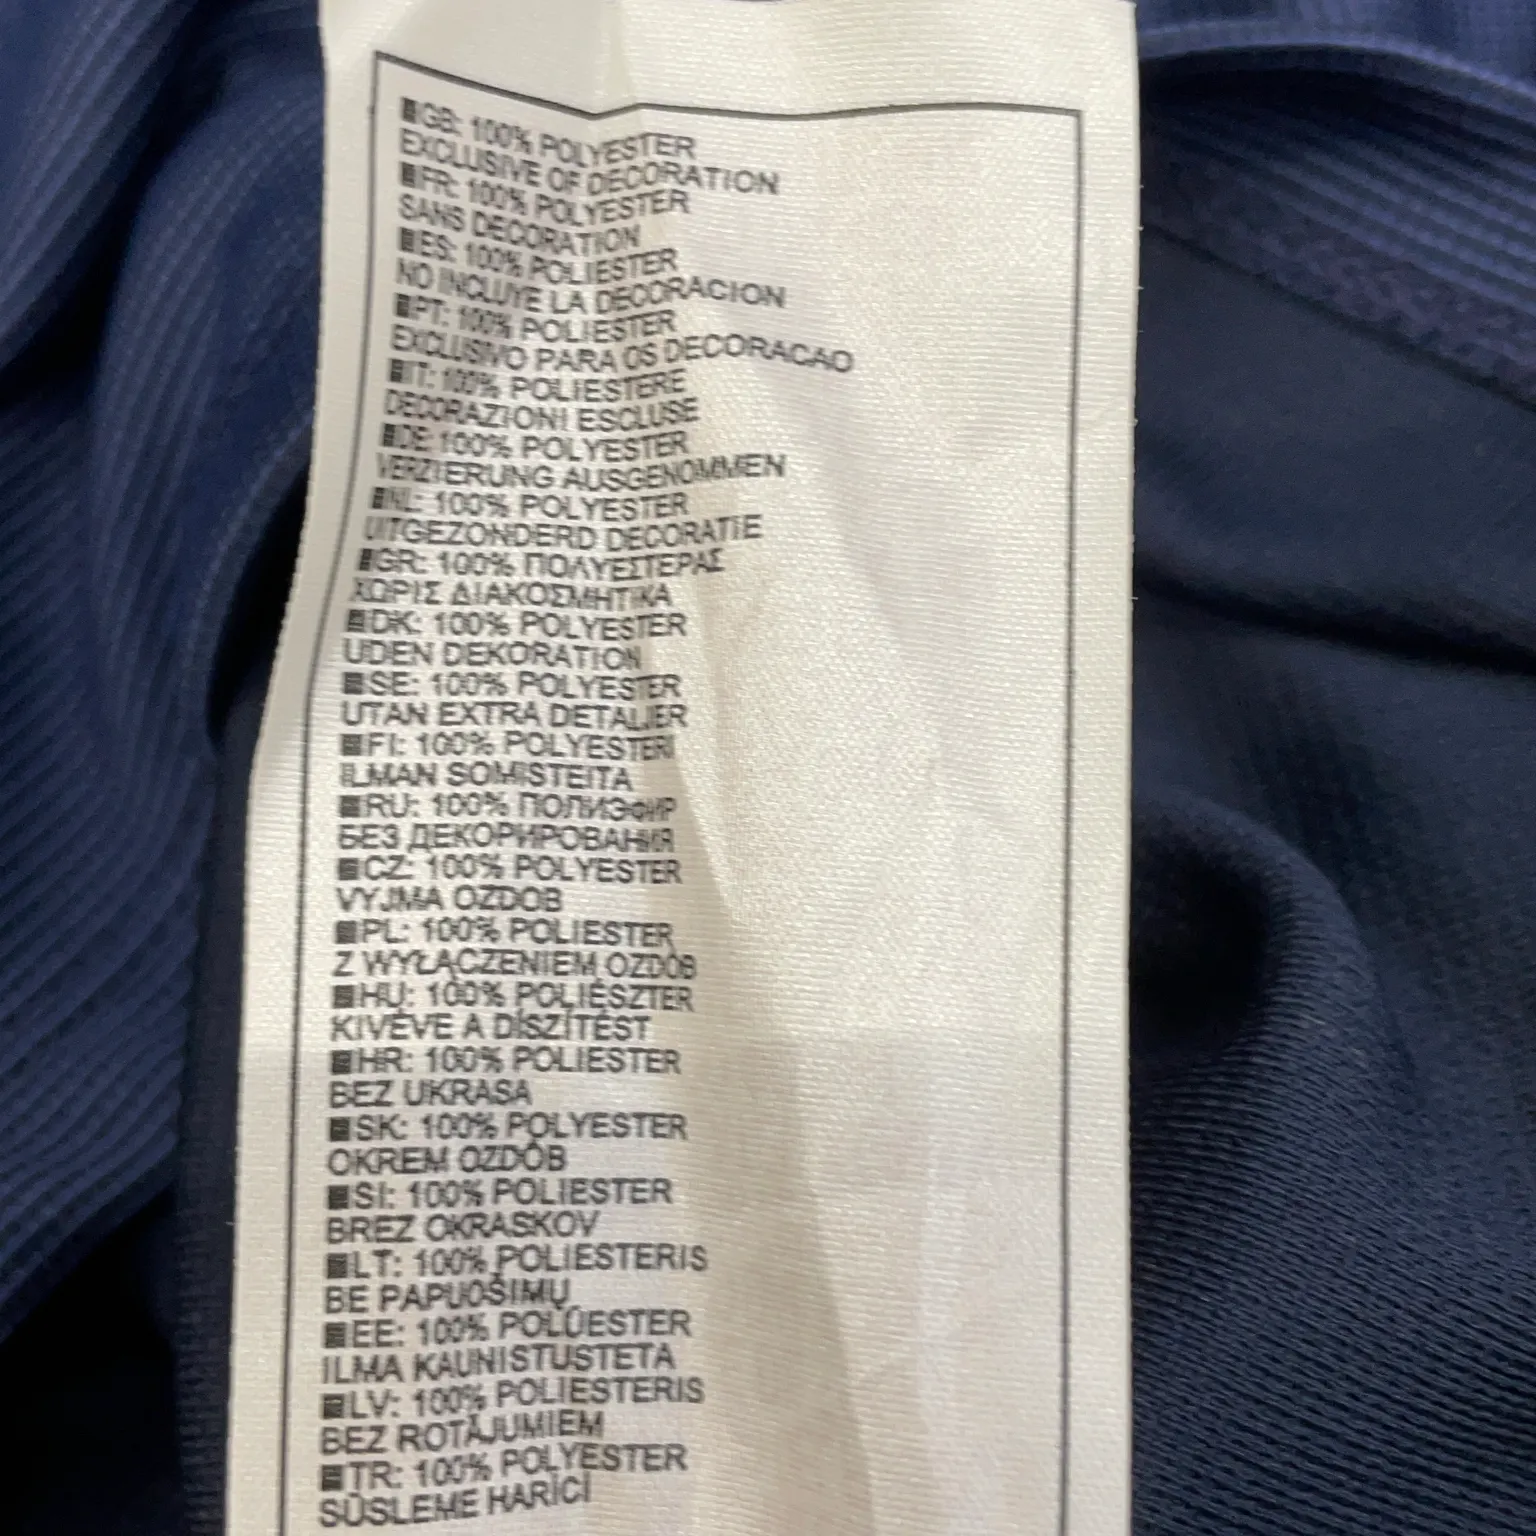 GB: 100% POLYESTER
EXCLUSIVE OF DECORATION
FR: 100% POLYESTER
SANS DECORATION
ES: 100% POLIESTER
NO INCLUYE LA DECORACION
PT: 100% POLIESTER
EXCLUSIVO PARA OS DECORACAO
IT: 100% POLIESTERE
DECORAZIONI ESCLUSE
DE: 100% POLYESTER
VERZIERUNG AUSGENOMMEN
NL: 100% POLYESTER
UITGEZONDERD DECORATIE
GR: 100% ΠΟΛΥΕΣΤΕΡΑΣ
ΧΩΡΙΣ ΔΙΑΚΟΣΜΗΤΙΚΑ
DK: 100% POLYESTER
UDEN DEKORATION
SE: 100% POLYESTER
UTAN EXTRA DETALJER
FI: 100% POLYESTERI
ILMAN SOMISTEITA
RU: 100% ПОЛИЭФИР
БЕЗ ДЕКОРИРОВАНИЯ
CZ: 100% POLYESTER
VYJMA OZDOB
PL: 100% POLIESTER
Z WYŁĄCZENIEM OZDÓB
HU: 100% POLIÉSZTER
KIVÉVE A DÍSZÍTÉST
HR: 100% POLIESTER
BEZ UKRASA
SK: 100% POLYESTER
OKREM OZDÔB
SI: 100% POLIESTER
BREZ OKRASKOV
LT: 100% POLIESTERIS
BE PAPUOŠIMŲ
EE: 100% POLÜESTER
ILMA KAUNISTUSTETA
LV: 100% POLIESTERIS
BEZ ROTĀJUMIEM
TR: 100% POLYESTER
SÜSLEME HARİCİ